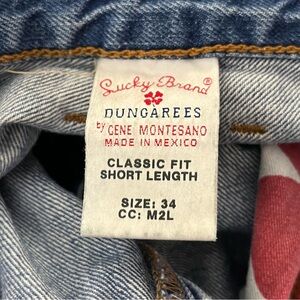 Lucky Brand®
DUNGAREES
by GENE MONTESANO
MADE IN MEXICO
CLASSIC FIT
SHORT LENGTH
SIZE: 34
CC: M2L